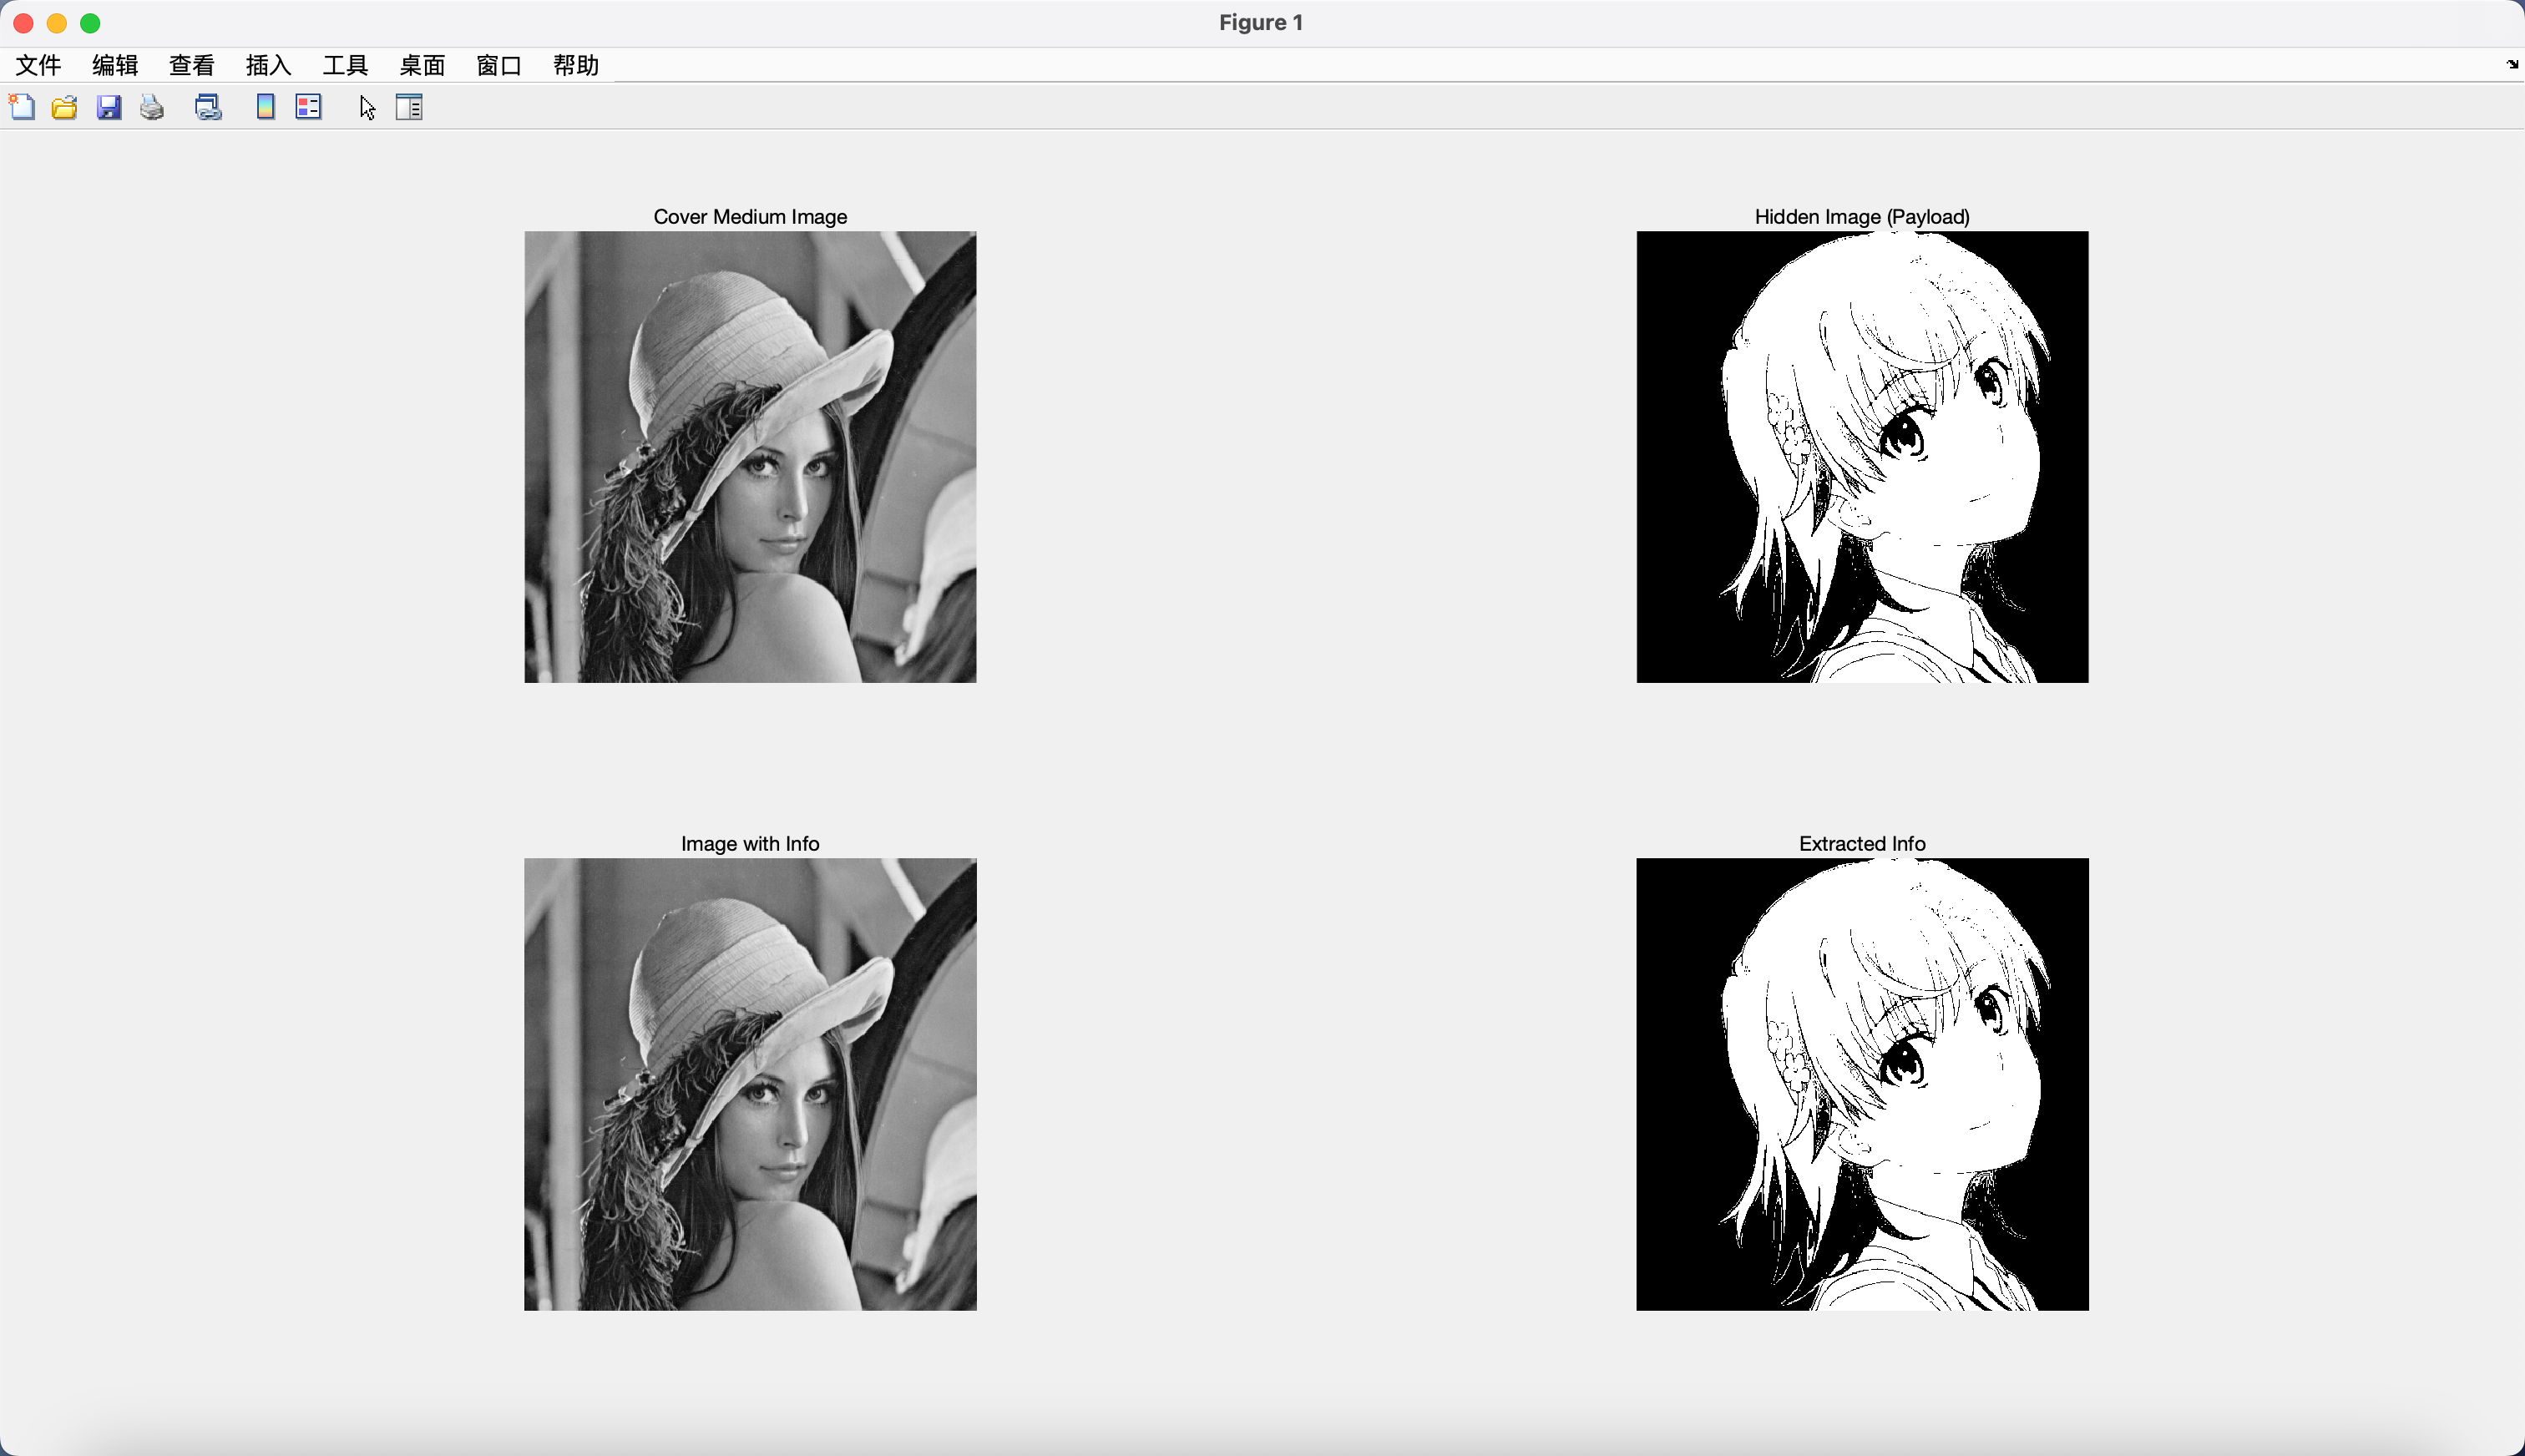 Figure 1
文件 编辑 查看 插入 工具 桌面 窗口 帮助
Cover Medium Image
Hidden Image (Payload)
Image with Info
Extracted Info